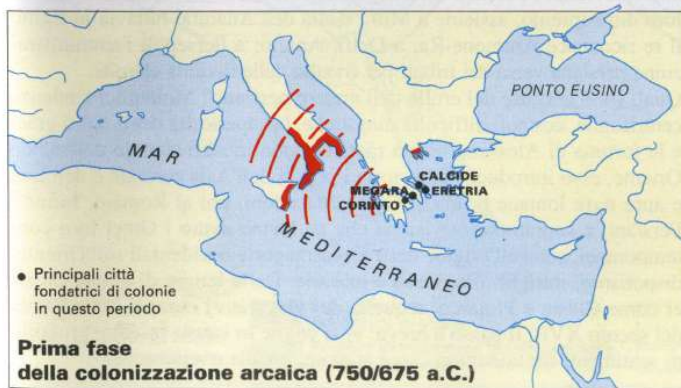 PONTO EUSINO
MAR
CALCIDE
MEGARA
ERETRIA
CORINTO
MEDITERRANEO
• Principali città
fondatrici di colonie
in questo periodo
Prima fase
della colonizzazione arcaica (750/675 a.C.)